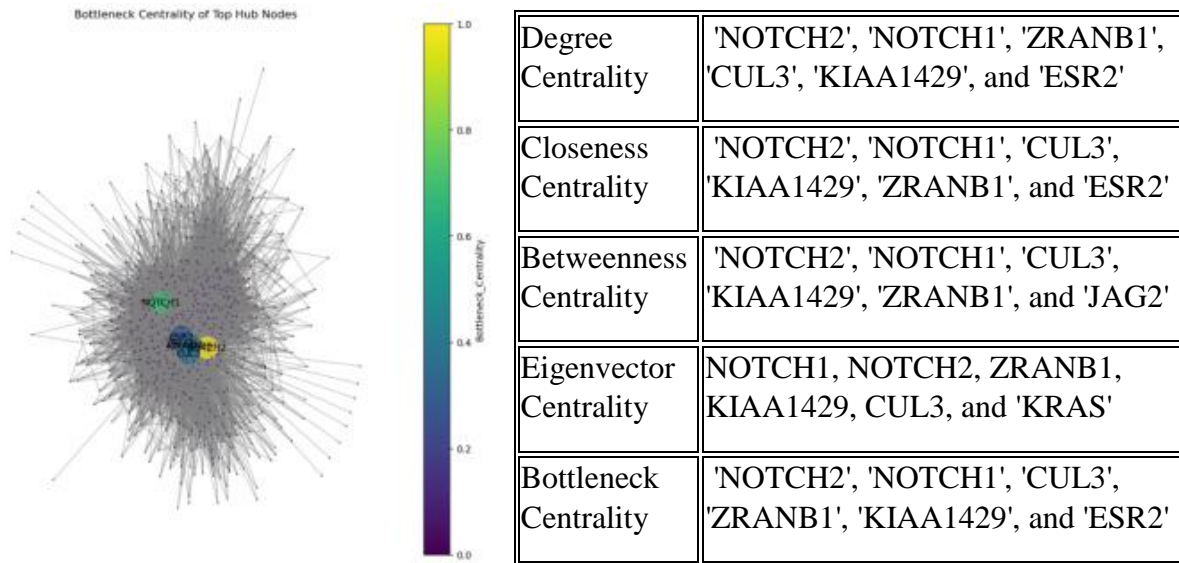 Bottleneck Centrality of Top Hub Nodes
1.0
0.8
0.6
0.4
0.2
0.0
Bottleneck_Centrality
NOTCH1
Degree
Centrality
'NOTCH2', 'NOTCH1', 'ZRANB1',
'CUL3', 'KIAA1429', and 'ESR2'
Closeness
Centrality
'NOTCH2', 'NOTCH1', 'CUL3',
'KIAA1429', 'ZRANB1', and 'ESR2'
Betweenness
Centrality
'NOTCH2', 'NOTCH1', 'CUL3',
'KIAA1429', 'ZRANB1', and 'JAG2'
Eigenvector
Centrality
NOTCH1, NOTCH2, ZRANB1,
KIAA1429, CUL3, and 'KRAS'
Bottleneck
Centrality
'NOTCH2', 'NOTCH1', 'CUL3',
'ZRANB1', 'KIAA1429', and 'ESR2'